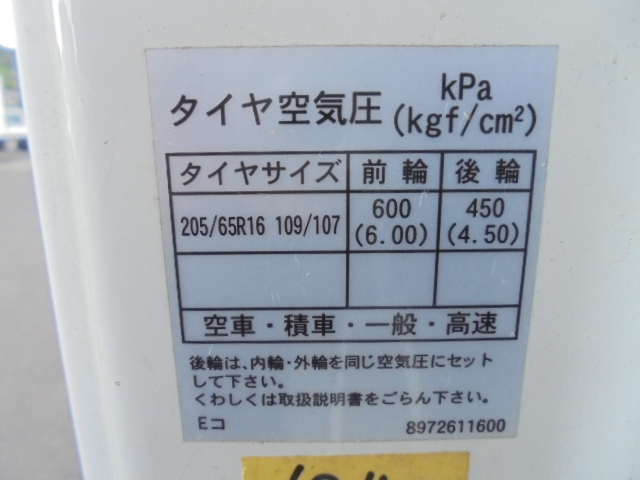 タイヤ空気圧 kPa
(kgf/cm²)
タイヤサイズ 前輪 後輪
205/65R16 109/107 600 450
(6.00) (4.50)
空車・積車・一般・高速
後輪は、内輪・外輪を同じ空気圧にセット
して下さい。
くわしくは取扱説明書をごらん下さい。
Eコ 8972611600